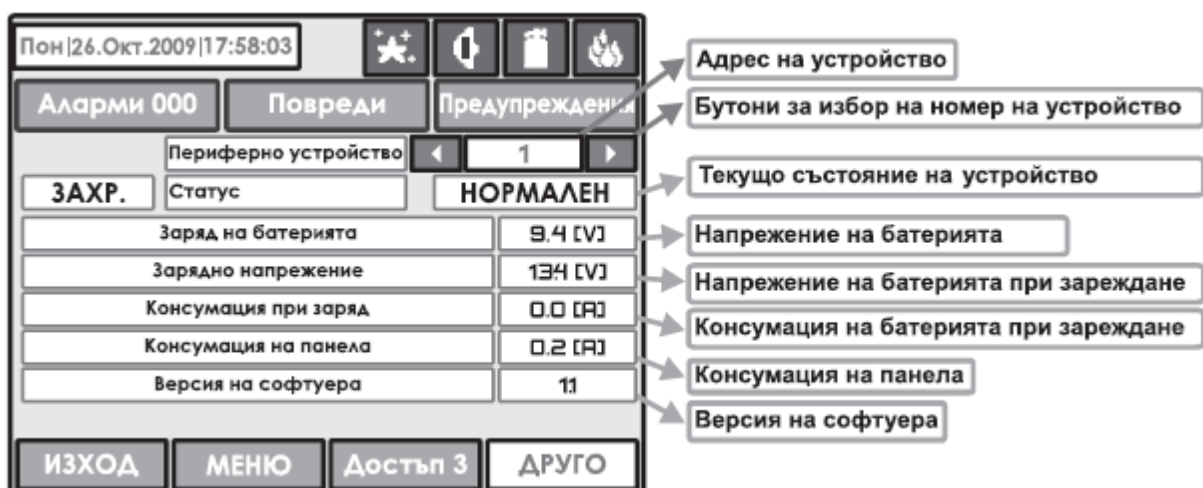 Пон|26.Окт.2009|17:58:03
Аларми 000 Повреди Предупреждения
Периферно устройство 1
ЗАХР. Статус НОРМАЛЕН
Заряд на батерията 9.4 [V]
Зарядно напрежение 13.4 [V]
Консумация при заряд 0.0 [A]
Консумация на панела 0.2 [A]
Версия на софтуера 1.1
ИЗХОД МЕНЮ Достъп 3 ДРУГО
Адрес на устройство
Бутони за избор на номер на устройство
Текущо състояние на устройство
Напрежение на батерията
Напрежение на батерията при зареждане
Консумация на батерията при зареждане
Консумация на панела
Версия на софтуера